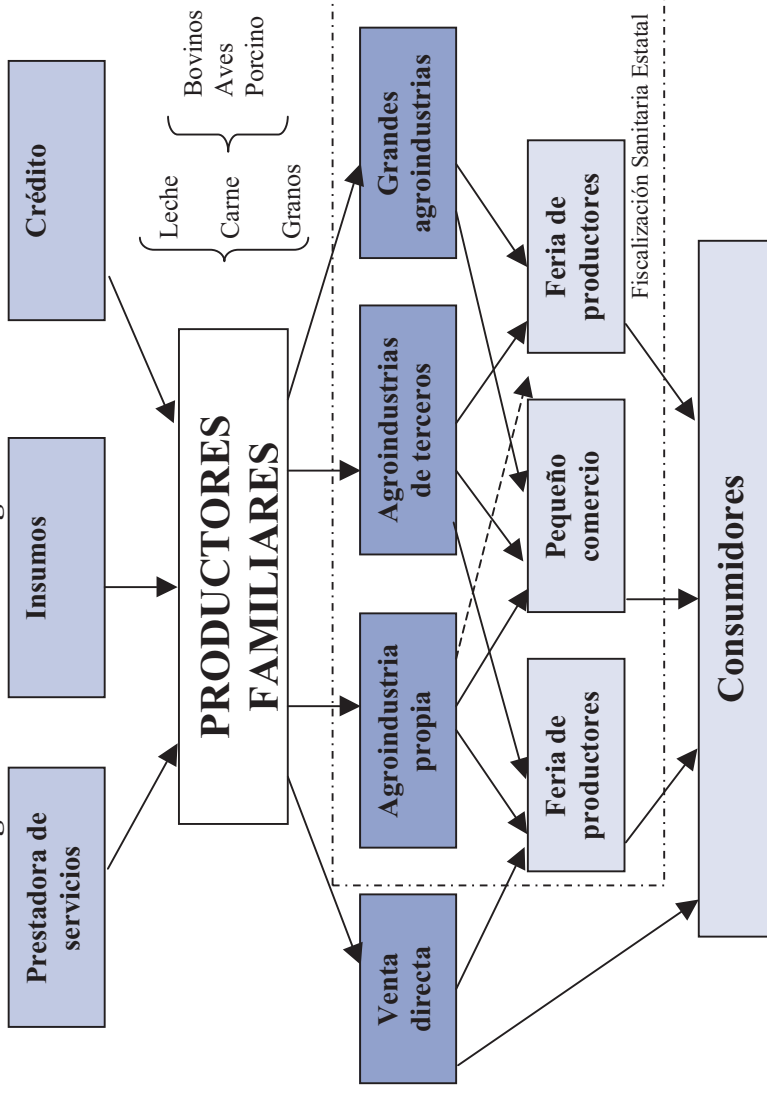 Prestadora de
servicios
Insumos
Crédito
PRODUCTORES
FAMILIARES
Leche
Carne
Granos
Bovinos
Aves
Porcino
Venta
directa
Agroindustria
propia
Agroindustrias
de terceros
Grandes
agroindustrias
Feria de
productores
Pequeño
comercio
Feria de
productores
Fiscalización Sanitaria Estatal
Consumidores